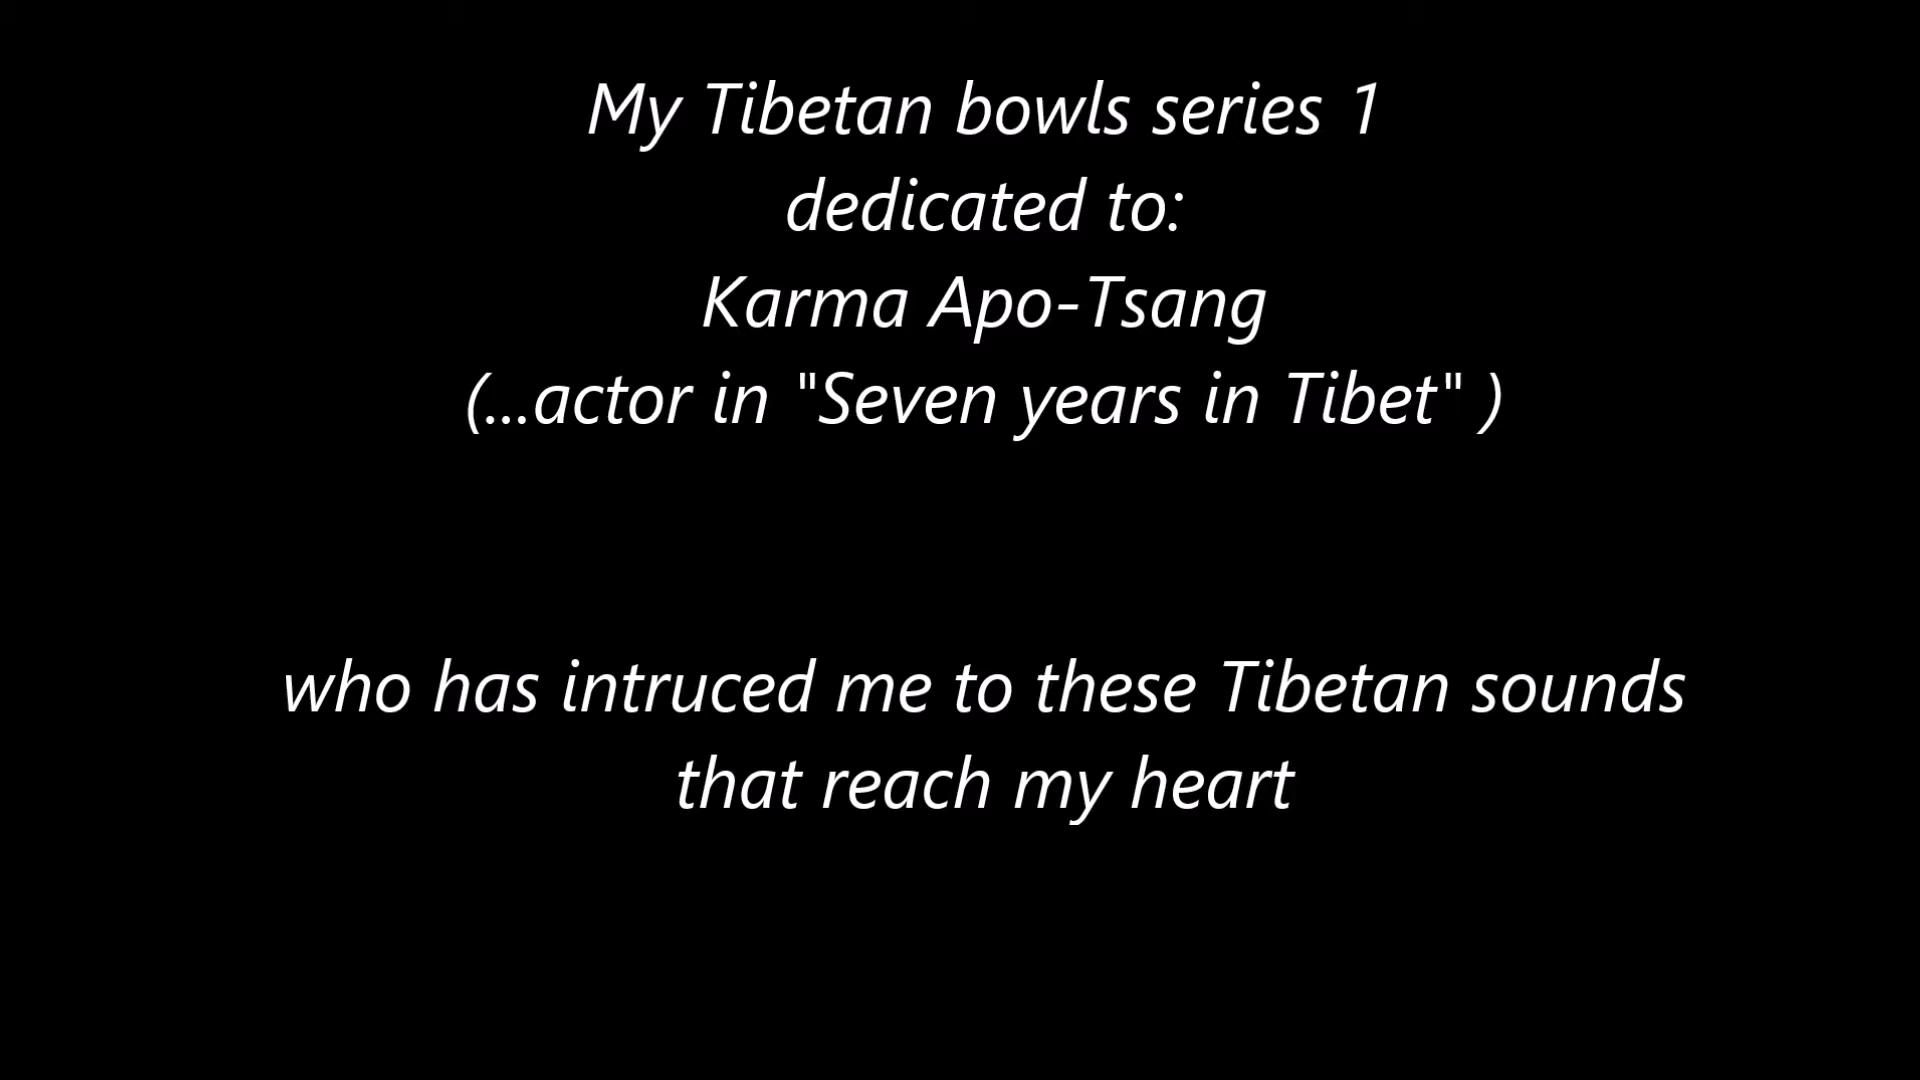 My Tibetan bowls series 1
dedicated to:
Karma Apo-Tsang
(...actor in "Seven years in Tibet" )
who has intruced me to these Tibetan sounds
that reach my heart